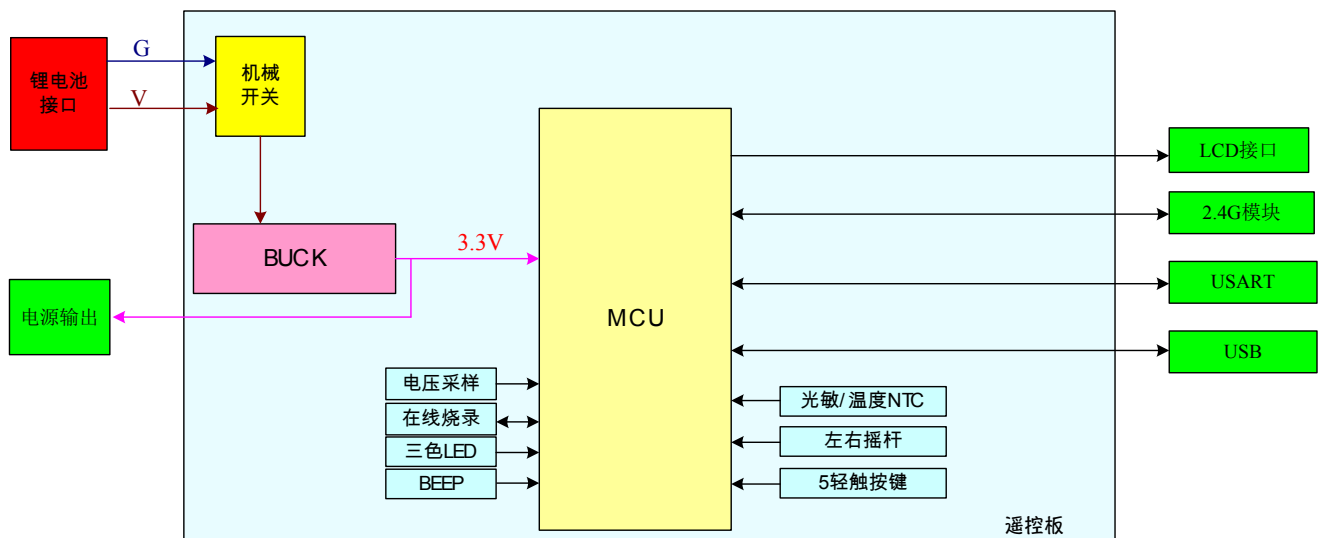 锂电池
接口
G
V
机械
开关
BUCK
3.3V
电源输出
MCU
电压采样
在线烧录
三色LED
BEEP
LCD接口
2.4G模块
USART
USB
光敏/温度NTC
左右摇杆
5轻触按键
遥控板